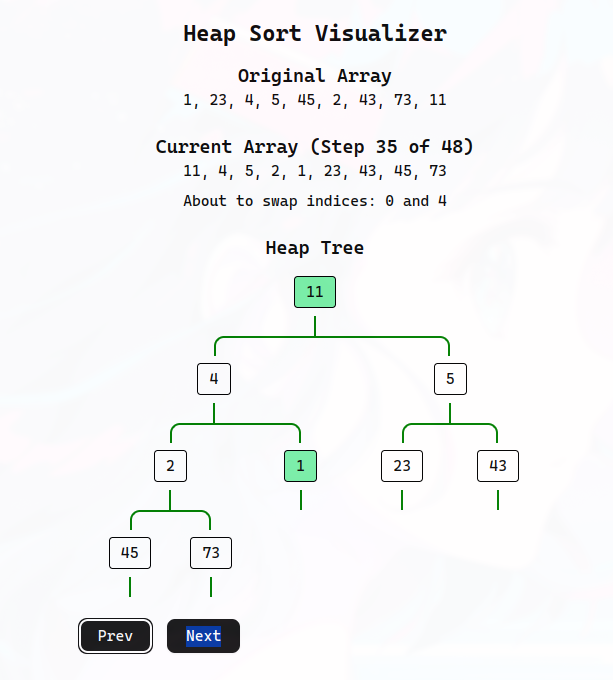 Heap Sort Visualizer
Original Array
1, 23, 4, 5, 45, 2, 43, 73, 11
Current Array (Step 35 of 48)
11, 4, 5, 2, 1, 23, 43, 45, 73
About to swap indices: 0 and 4
Heap Tree
11
4 5
2 1 23 43
45 73
Prev Next